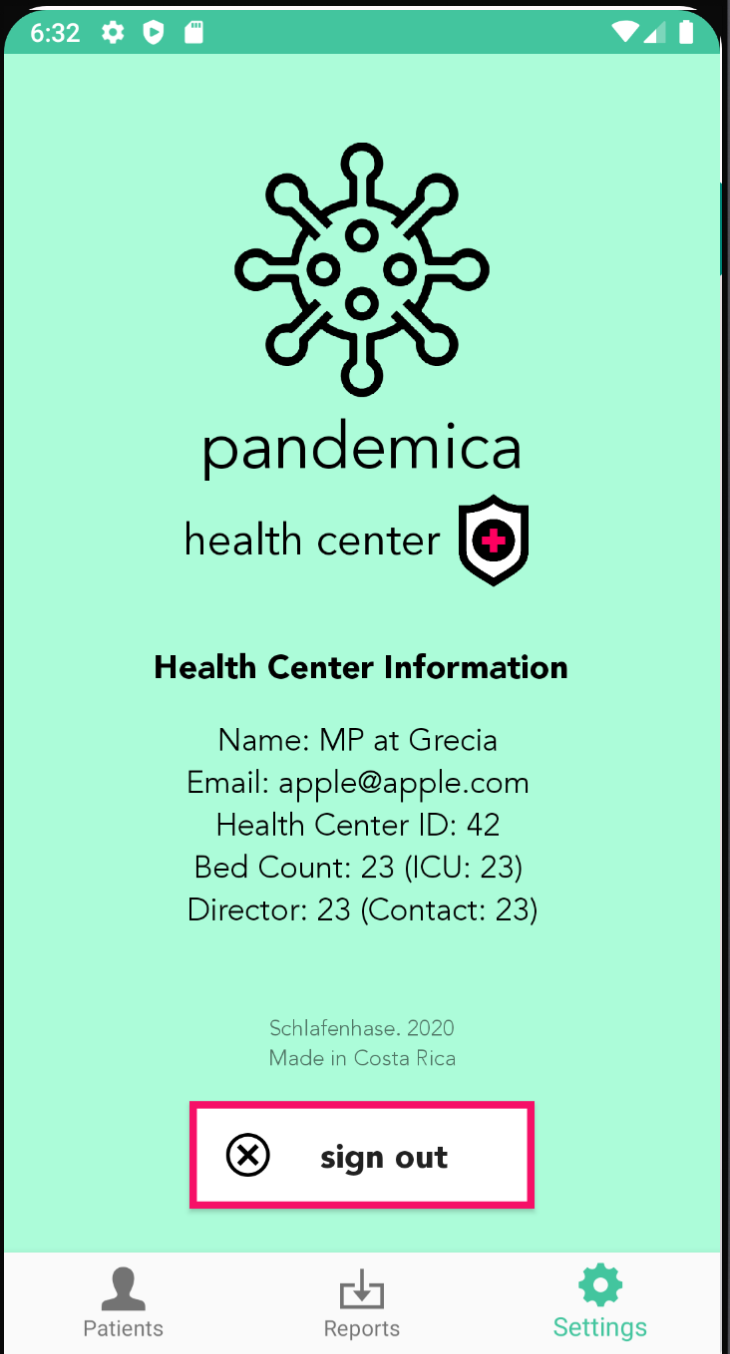 6:32
pandemica
health center
Health Center Information
Name: MP at Grecia
Email: apple@apple.com
Health Center ID: 42
Bed Count: 23 (ICU: 23)
Director: 23 (Contact: 23)
Schlafenhase. 2020
Made in Costa Rica
sign out
Patients Reports Settings